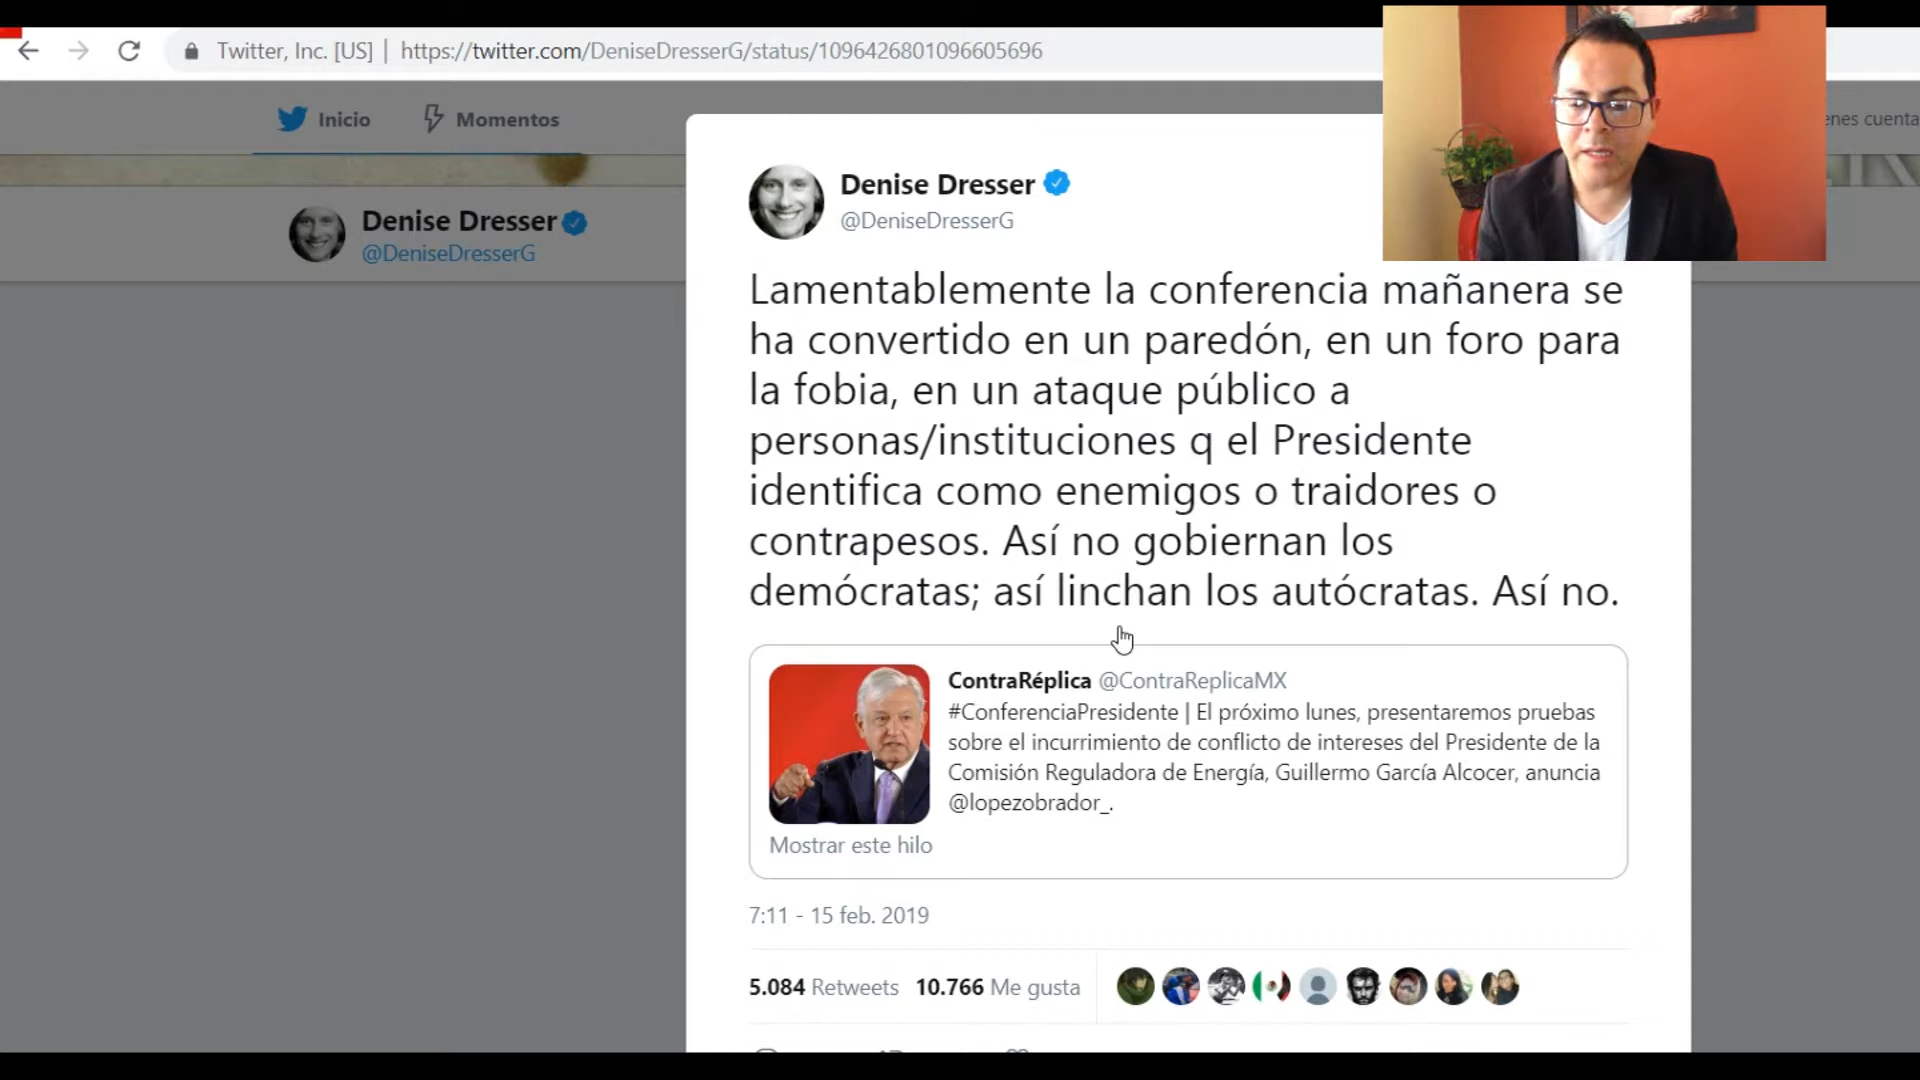 Twitter, Inc. [US] | https://twitter.com/DeniseDresserG/status/1096426801096605696
Inicio Momentos
cuenta
Denise Dresser
@DeniseDresserG
Denise Dresser
@DeniseDresserG
Lamentablemente la conferencia mañanera se
ha convertido en un paredón, en un foro para
la fobia, en un ataque público a
personas/instituciones q el Presidente
identifica como enemigos o traidores o
contrapesos. Así no gobiernan los
demócratas; así linchan los autócratas. Así no.
ContraRéplica @ContraReplicaMX
#ConferenciaPresidente | El próximo lunes, presentaremos pruebas
sobre el incurrimiento de conflicto de intereses del Presidente de la
Comisión Reguladora de Energía, Guillermo García Alcocer, anuncia
@lopezobrador_.
Mostrar este hilo
7:11 - 15 feb. 2019
5.084 Retweets 10.766 Me gusta